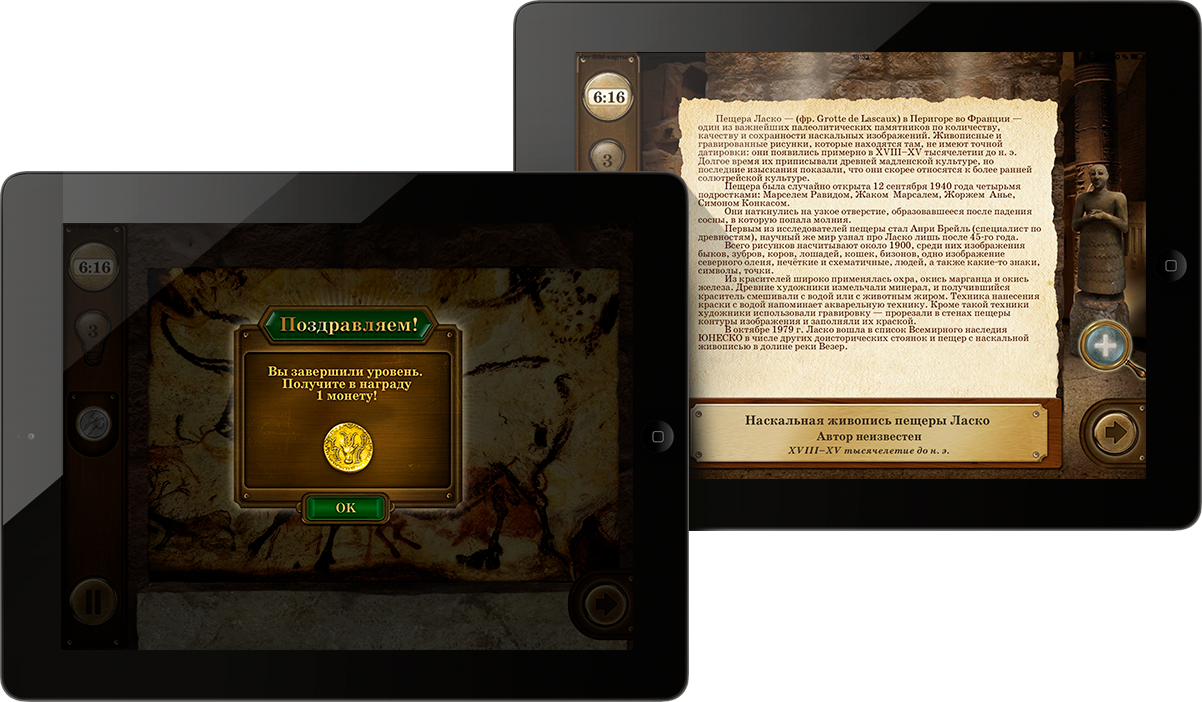 6:16
3
Поздравляем!
Вы завершили уровень.
Получите в награду
1 монету!
OK
6:16
3
Пещера Ласко — (фр. Grotte de Lascaux) в Перигоре во Франции —
один из важнейших палеолитических памятников по количеству,
качеству и сохранности наскальных изображений. Живописные и
гравированные рисунки, которые находятся там, не имеют точной
датировки: они появились примерно в XVIII–XV тысячелетии до н. э.
Долгое время их приписывали древней мадленской культуре, но
последние изыскания показали, что они скорее относятся к более ранней
солютрейской культуре.
Пещера была случайно открыта 12 сентября 1940 года четырьмя
подростками: Марселем Равидом, Жаком Марсалем, Жоржем Анье,
Симоном Конкасом.
Они наткнулись на узкое отверстие, образовавшееся после падения
сосны, в которую попала молния.
Первым из исследователей пещеры стал Анри Брейль (специалист по
древностям), научный же мир узнал про Ласко лишь после 45-го года.
Всего рисунков насчитывают около 1900, среди них изображения
быков, зубров, коров, лошадей, кошек, бизонов, одно изображение
северного оленя, нечёткие и схематичные, людей, а также какие-то знаки,
символы, точки.
Из красителей широко применялась охра, окись марганца и окись
железа. Древние художники измельчали минерал, и получившийся
краситель смешивали с водой или с животным жиром. Техника нанесения
краски с водой напоминает акварельную технику. Кроме такой техники
художники использовали гравировку — прорезали в стенах пещеры
контуры изображения и заполняли их краской.
В октябре 1979 г. Ласко вошла в список Всемирного наследия
ЮНЕСКО в числе других доисторических стоянок и пещер с наскальной
живописью в долине реки Везер.
Наскальная живопись пещеры Ласко
Автор неизвестен
XVIII–XV тысячелетие до н. э.